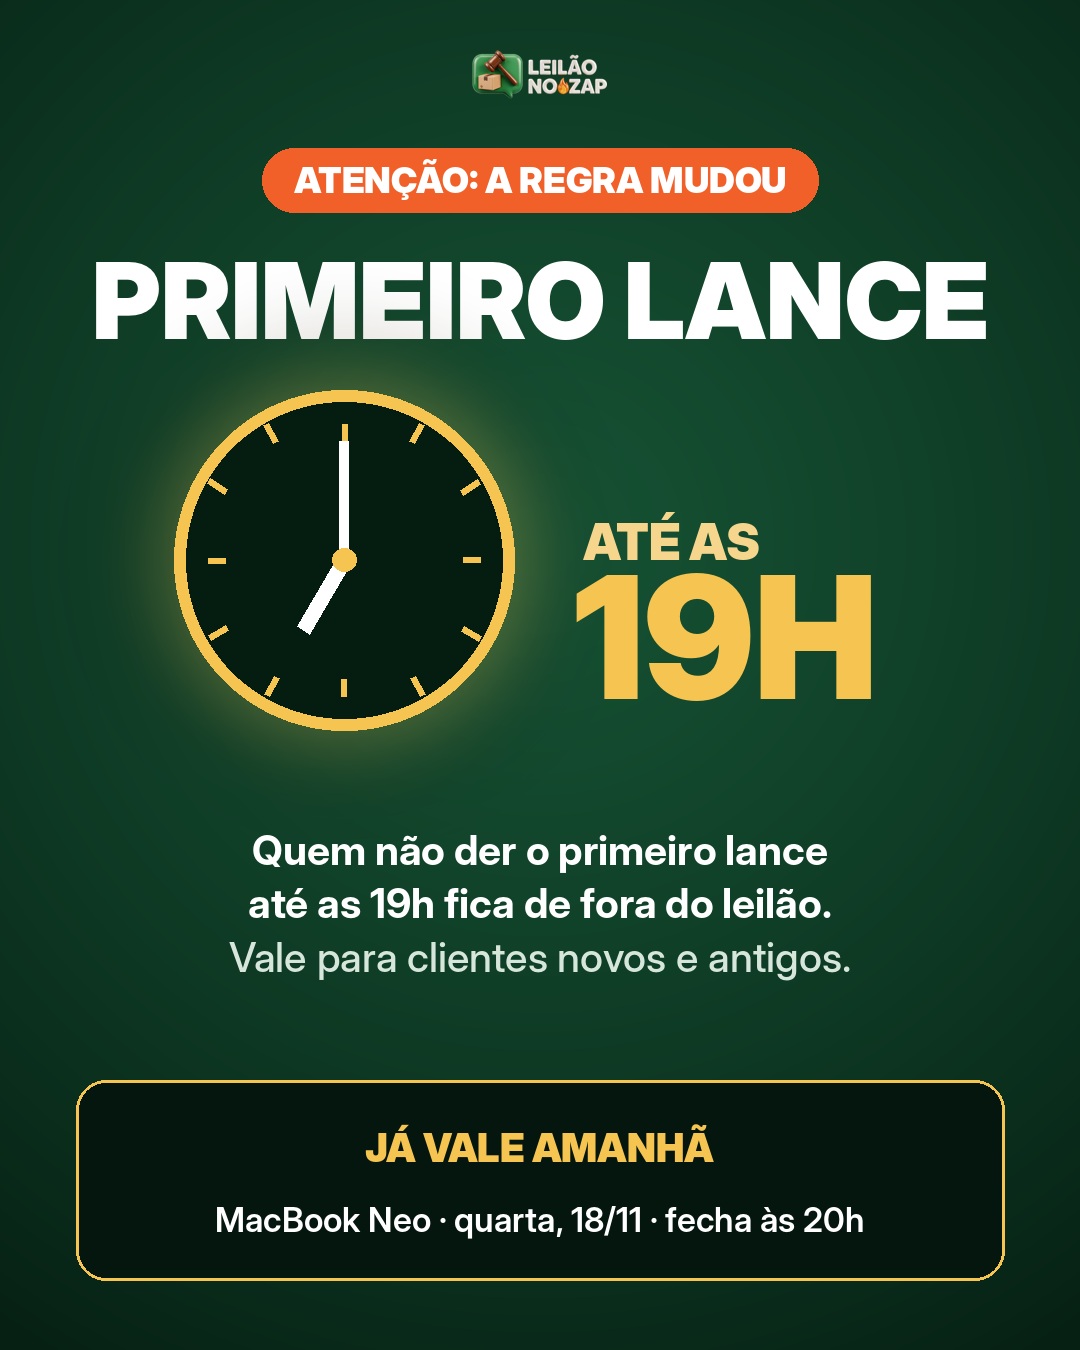 LEILÃO
NO ZAP
ATENÇÃO: A REGRA MUDOU
PRIMEIRO LANCE
ATÉ AS
19H
Quem não der o primeiro lance
até as 19h fica de fora do leilão.
Vale para clientes novos e antigos.
JÁ VALE AMANHÃ
MacBook Neo · quarta, 18/11 · fecha às 20h